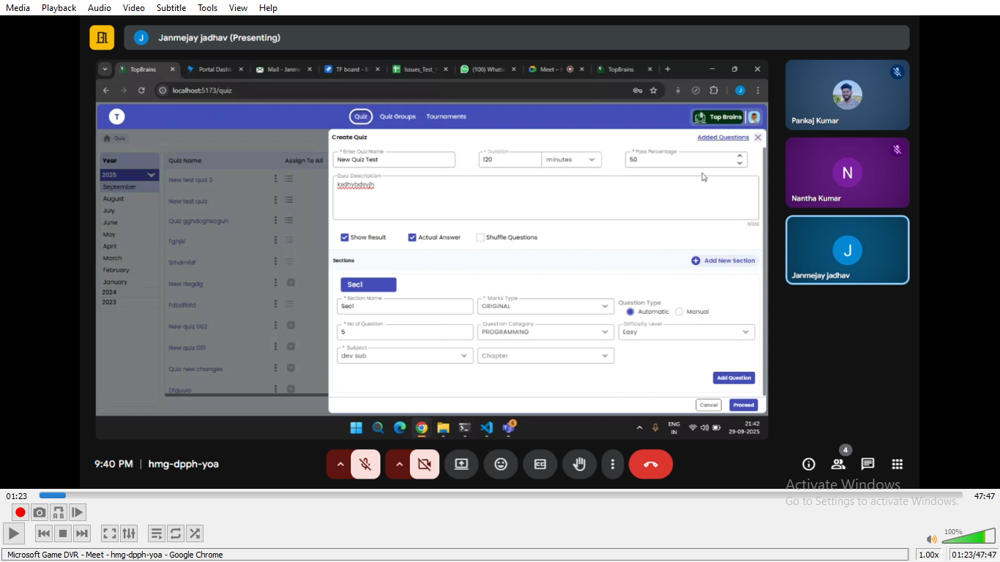 Media Playback Audio Video Subtitle Tools View Help
J Janmejay jadhav (Presenting)
TopBrains Portal Dashb Mail - Janme TF board - B Issues_Test_ (106) Whats Meet – TopBrains
localhost:5173/quiz
T Quiz Quiz Groups Tournaments Top Brains
Quiz
Year
2025
September
August
July
June
May
April
March
February
January
2024
2023
Quiz Name Assign To All
New test quiz 2
New test quiz
Quiz gghdcghscguh
Fghjkl
Srhdmfdf
New rtegdg
Fdbdfbfd
New quiz 002
New quiz 001
Quiz new changes
Dfgyuio
Create Quiz Added Questions
* Enter Quiz Name
New Quiz Test
* Duration
120 minutes
* Pass Percentage
50
Quiz Description
kxdhvbdsvjh
0/200
Show Result Actual Answer Shuffle Questions
Sections Add New Section
Sec1
* Section Name
Sec1
* Marks Type
ORIGINAL
Question Type
Automatic Manual
* No of Question
5
Question Category
PROGRAMMING
Difficulty Level
Easy
* Subject
dev sub
Chapter
Add Question
Cancel Proceed
6
ENG
IN
21:42
29-09-2025
Pankaj Kumar
N
Nantha Kumar
J
Janmejay jadhav
9:40 PM | hmg-dpph-yoa
4
Activate Windows
Go to Settings to activate Windows.
01:23 47:47
A B
100%
Microsoft Game DVR - Meet - hmg-dpph-yoa - Google Chrome 1.00x 01:23/47:47